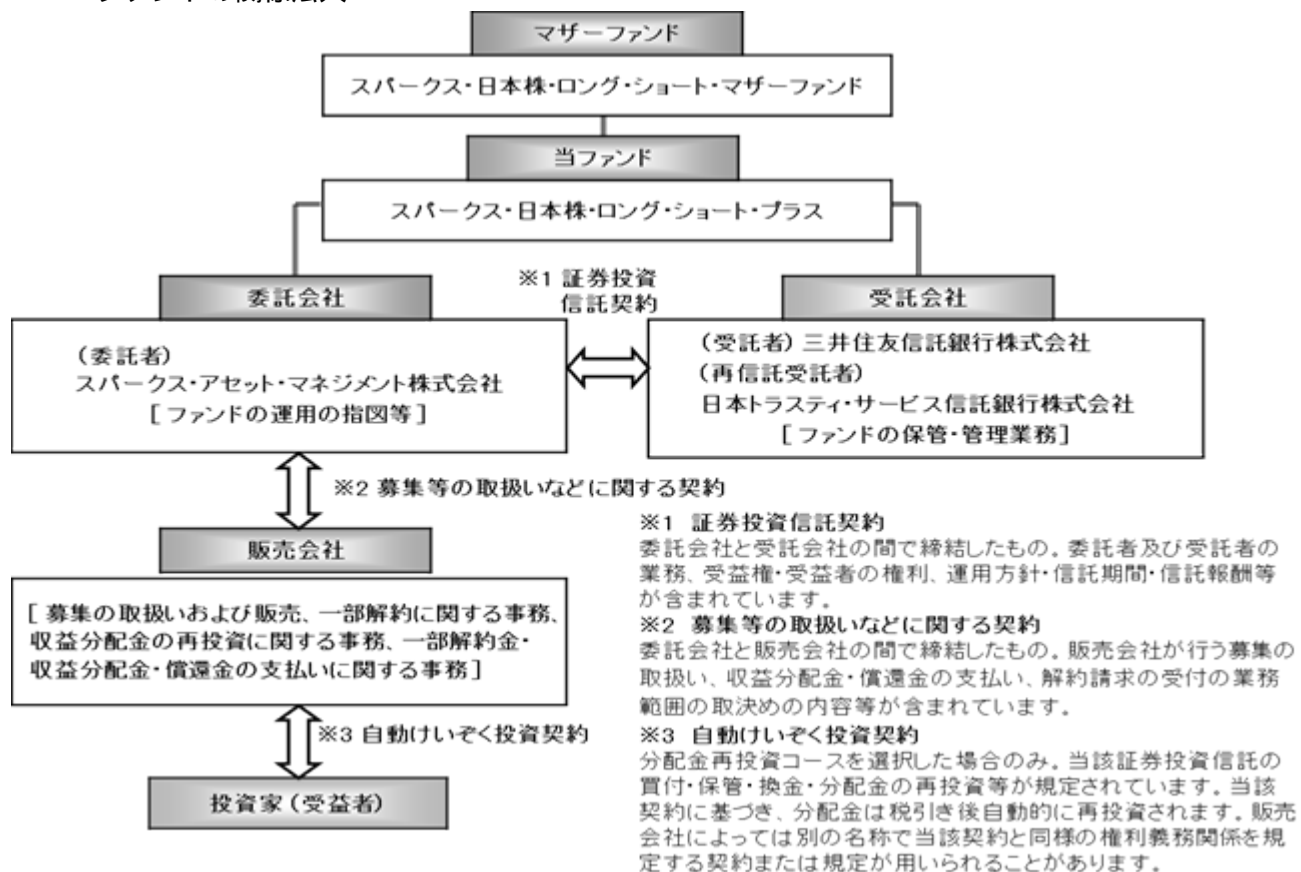 マザーファンド
スパークス・日本株・ロング・ショート・マザーファンド
当ファンド
スパークス・日本株・ロング・ショート・プラス
委託会社
(委託者)
スパークス・アセット・マネジメント株式会社
[ファンドの運用の指図等]
※1 証券投資
信託契約
受託会社
(受託者) 三井住友信託銀行株式会社
(再信託受託者)
日本トラスティ・サービス信託銀行株式会社
[ファンドの保管・管理業務]
※2 募集等の取扱いなどに関する契約
販売会社
[ 募集の取扱いおよび販売、一部解約に関する事務、
収益分配金の再投資に関する事務、一部解約金・
収益分配金・償還金の支払いに関する事務]
※3 自動けいぞく投資契約
投資家(受益者)
※1 証券投資信託契約
委託会社と受託会社の間で締結したもの。委託者及び受託者の
業務、受益権・受益者の権利、運用方針・信託期間・信託報酬等
が含まれています。
※2 募集等の取扱いなどに関する契約
委託会社と販売会社の間で締結したもの。販売会社が行う募集の
取扱い、収益分配金・償還金の支払い、解約請求の受付の業務
範囲の取決めの内容等が含まれています。
※3 自動けいぞく投資契約
分配金再投資コースを選択した場合のみ。当該証券投資信託の
買付・保管・換金・分配金の再投資等が規定されています。当該
契約に基づき、分配金は税引き後自動的に再投資されます。販売
会社によっては別の名称で当該契約と同様の権利義務関係を規
定する契約または規定が用いられることがあります。